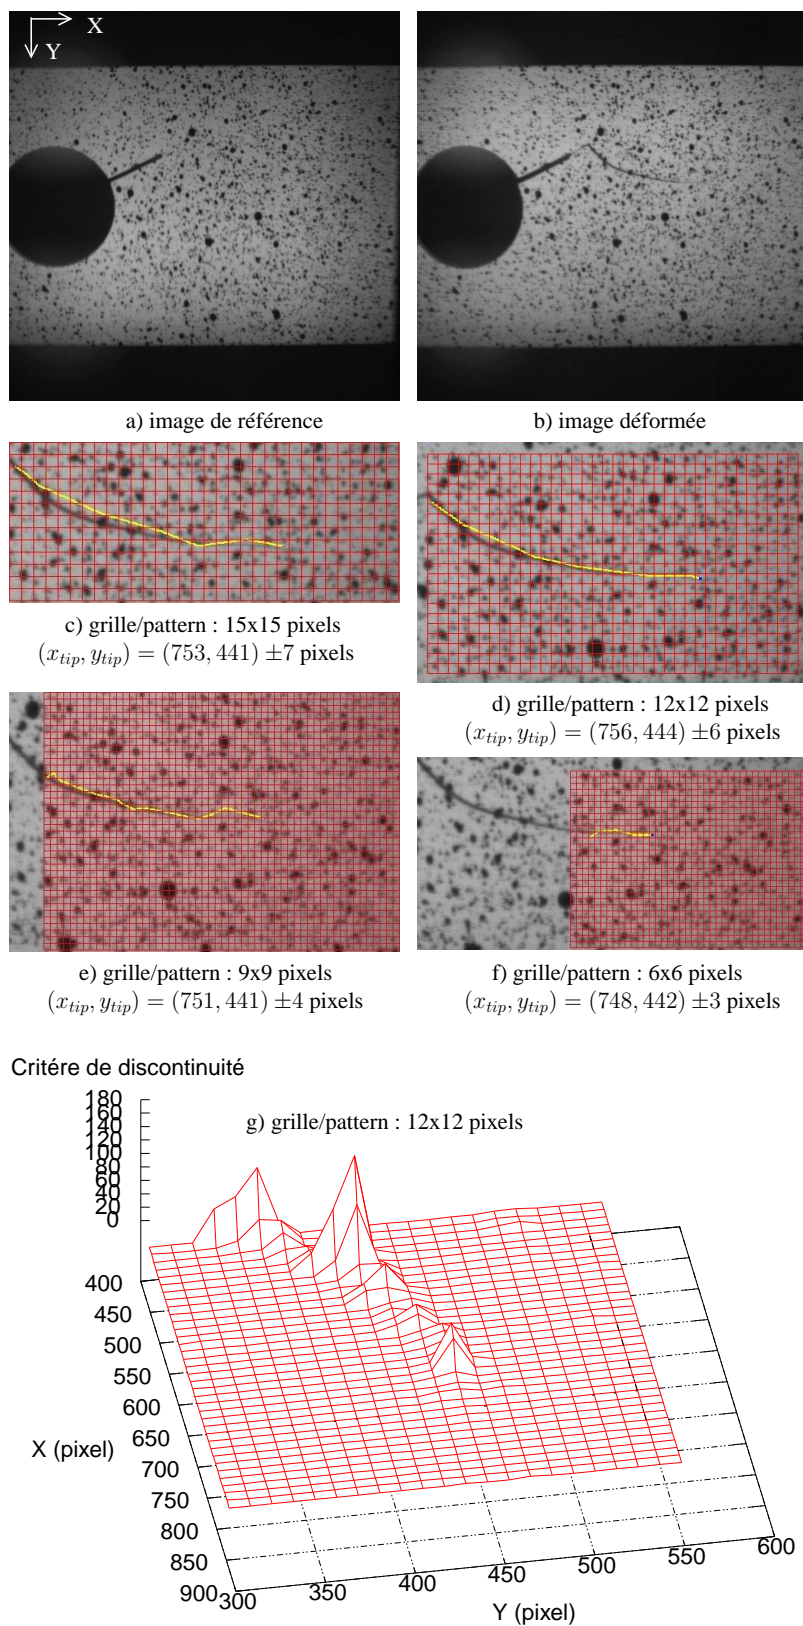 X
Y
a) image de référence
b) image déformée
c) grille/pattern : 15x15 pixels
(x_tip, y_tip) = (753, 441) ±7 pixels
d) grille/pattern : 12x12 pixels
(x_tip, y_tip) = (756, 444) ±6 pixels
e) grille/pattern : 9x9 pixels
(x_tip, y_tip) = (751, 441) ±4 pixels
f) grille/pattern : 6x6 pixels
(x_tip, y_tip) = (748, 442) ±3 pixels
Critére de discontinuité
g) grille/pattern : 12x12 pixels
180
160
140
120
100
80
60
40
20
0
400
450
500
550
600
650
700
750
800
850
900
X (pixel)
300
350
400
450
500
550
600
Y (pixel)